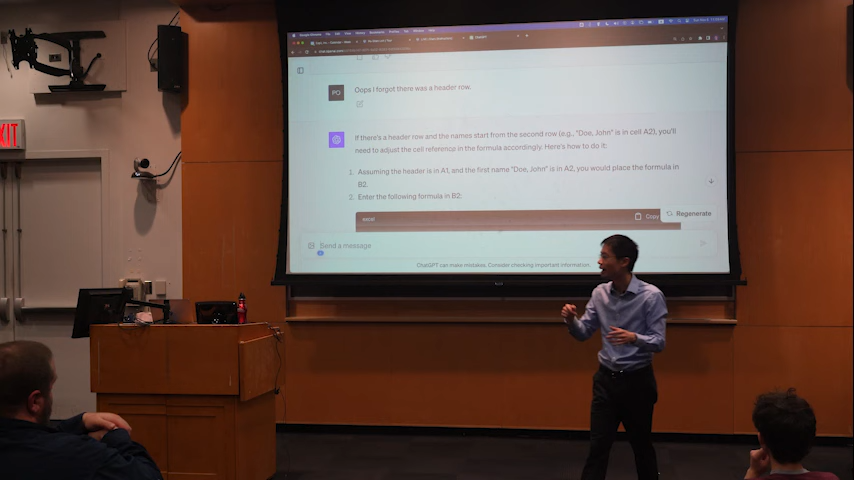 Oops I forgot there was a header row.
If there's a header row and the names start from the second row (e.g., "Doe, John" is in cell A2), you'll
need to adjust the cell reference in the formula accordingly. Here's how to do it:
1. Assuming the header is in A1, and the first name "Doe, John" is in A2, you would place the formula in
B2.
2. Enter the following formula in B2:
excel
Copy
Regenerate
Send a message
ChatGPT can make mistakes. Consider checking important information.
EXIT